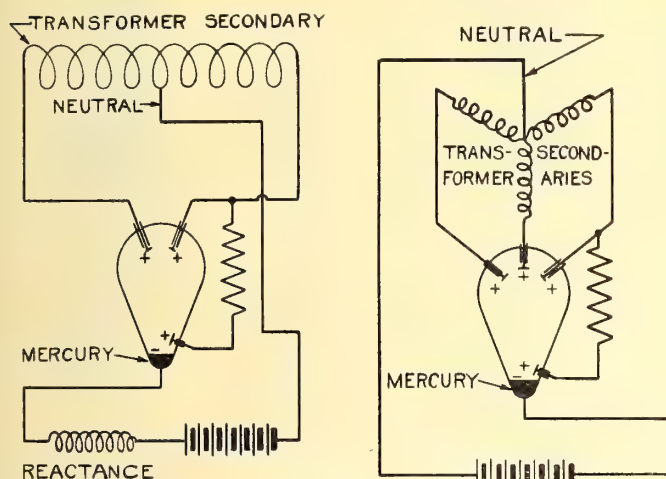 TRANSFORMER SECONDARY
NEUTRAL
+ +
+
-
MERCURY
REACTANCE
NEUTRAL
TRANS- SECOND-
FORMER ARIES
+ + +
+
-
MERCURY